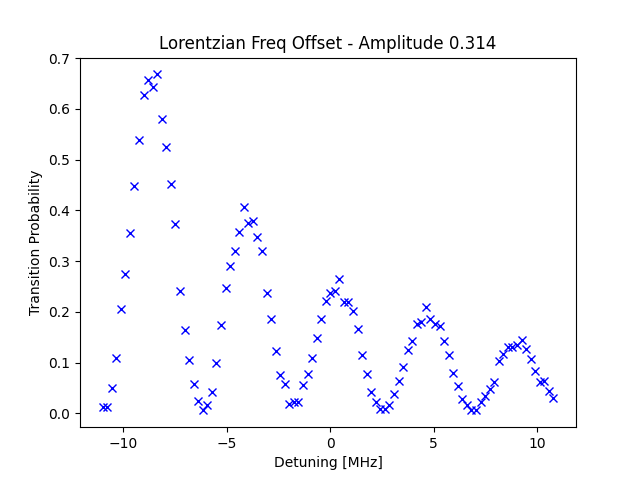 Lorentzian Freq Offset - Amplitude 0.314
Transition Probability
0.7
0.6
0.5
0.4
0.3
0.2
0.1
0.0
−10 −5 0 5 10
Detuning [MHz]